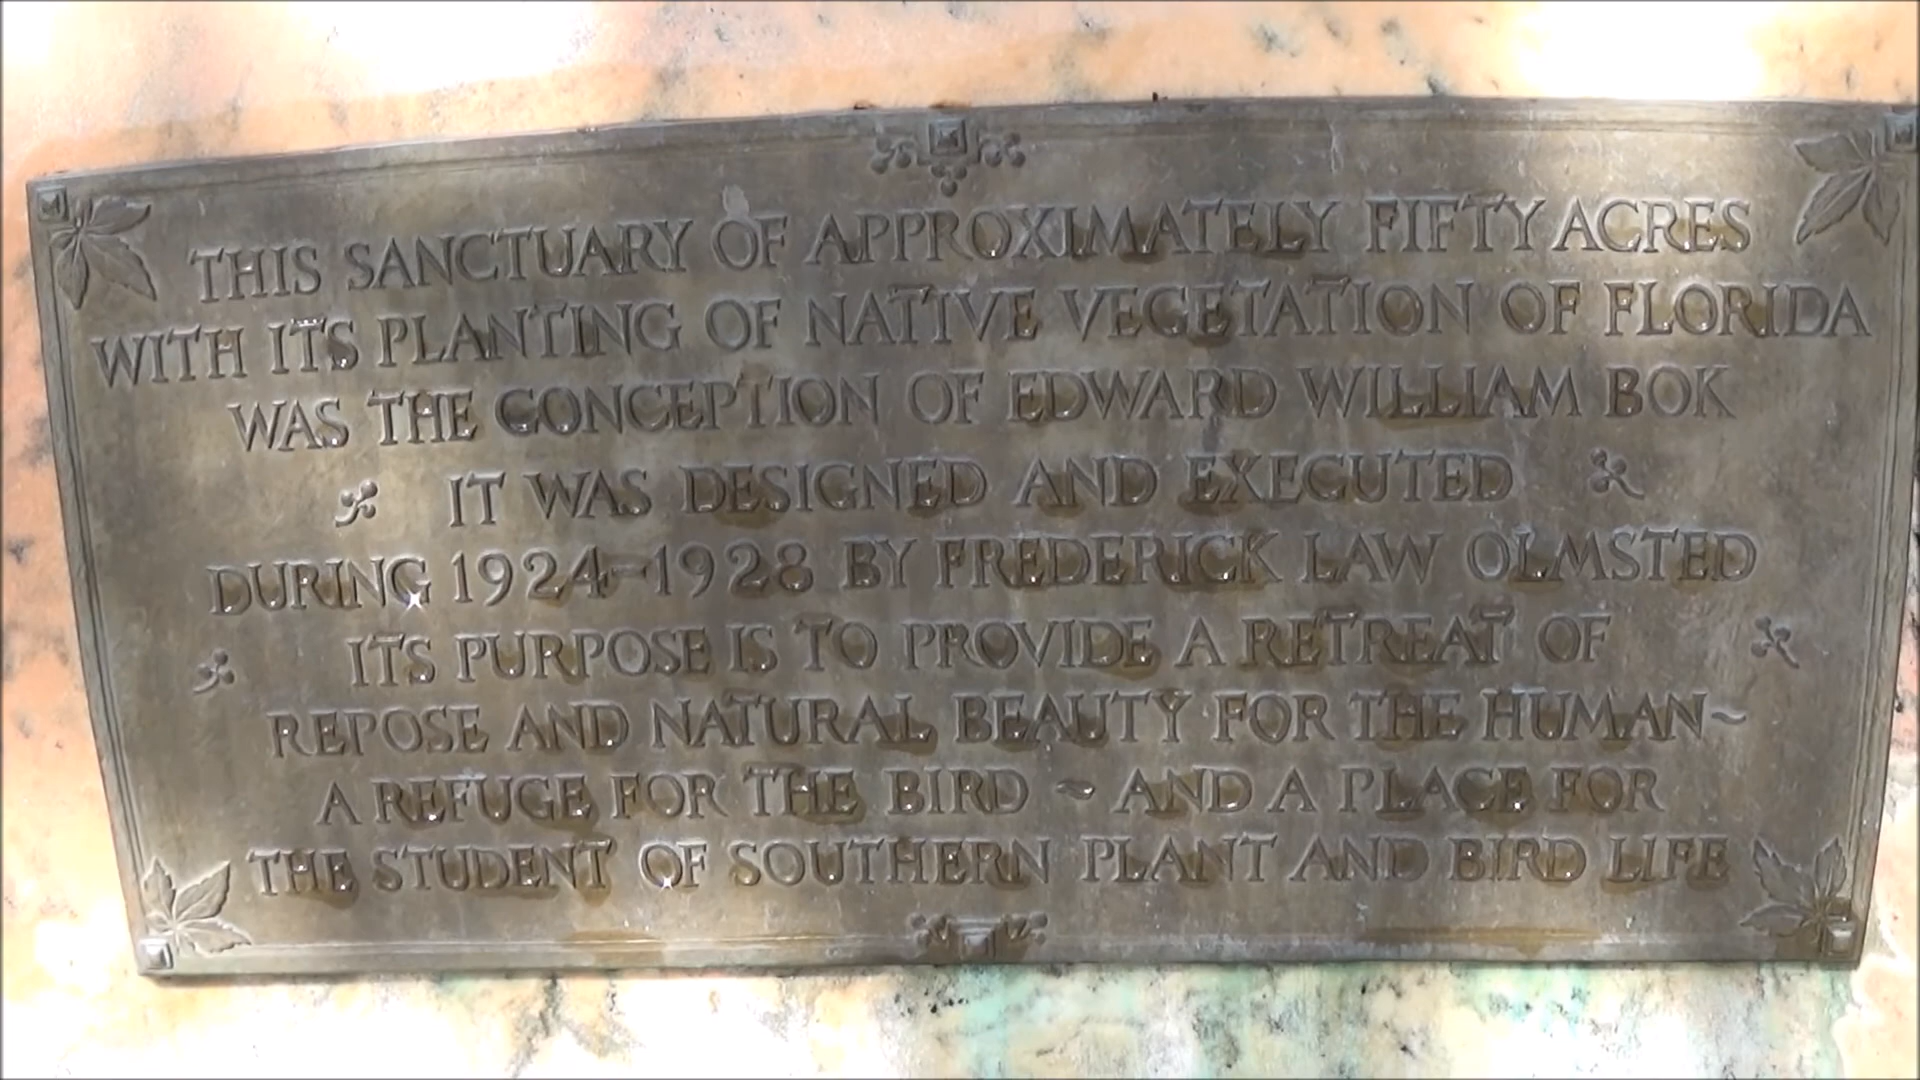 THIS SANCTUARY OF APPROXIMATELY FIFTY ACRES
WITH ITS PLANTING OF NATIVE VEGETATION OF FLORIDA
WAS THE CONCEPTION OF EDWARD WILLIAM BOK
IT WAS DESIGNED AND EXECUTED
DURING 1924-1928 BY FREDERICK LAW OLMSTED
ITS PURPOSE IS TO PROVIDE A RETREAT OF
REPOSE AND NATURAL BEAUTY FOR THE HUMAN~
A REFUGE FOR THE BIRD ~ AND A PLACE FOR
THE STUDENT OF SOUTHERN PLANT AND BIRD LIFE